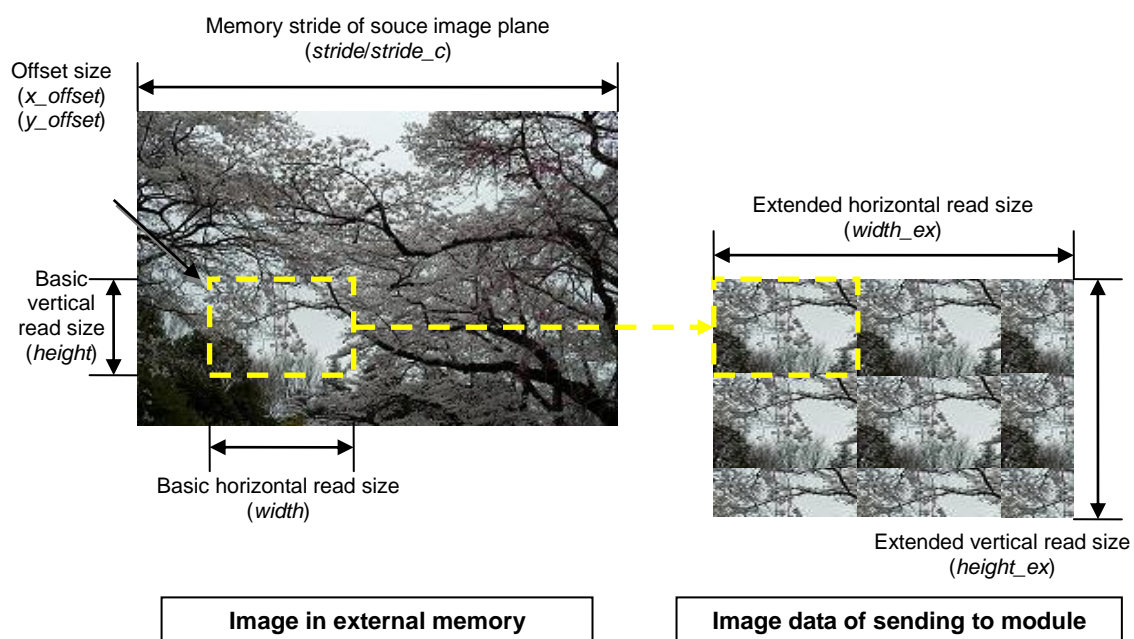 Memory stride of souce image plane
(stride/stride_c)
Offset size
(x_offset)
(y_offset)
Extended horizontal read size
(width_ex)
Basic
vertical
read size
(height)
Basic horizontal read size
(width)
Extended vertical read size
(height_ex)
Image in external memory
Image data of sending to module